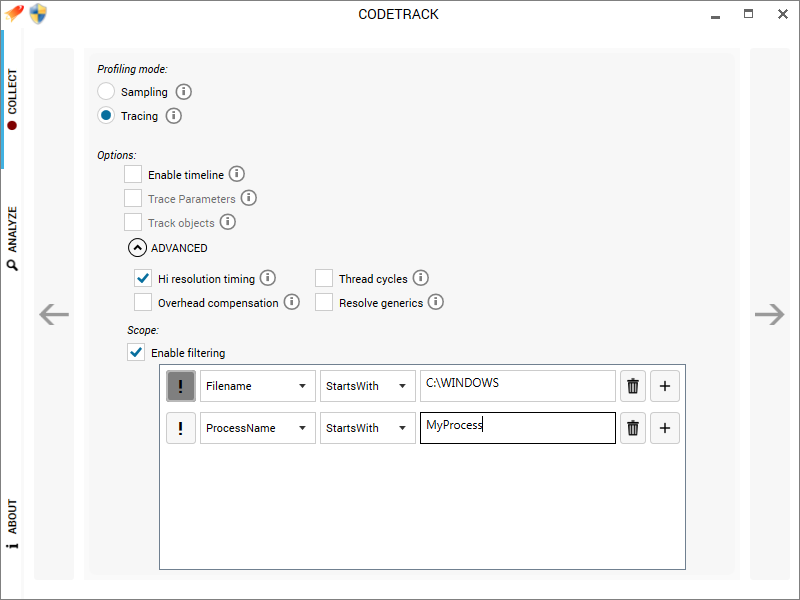 CODETRACK
COLLECT
ANALYZE
ABOUT
Profiling mode:
Sampling
Tracing
Options:
Enable timeline
Trace Parameters
Track objects
ADVANCED
Hi resolution timing Thread cycles
Overhead compensation Resolve generics
Scope:
Enable filtering
! Filename StartsWith C:\WINDOWS +
! ProcessName StartsWith MyProcess +